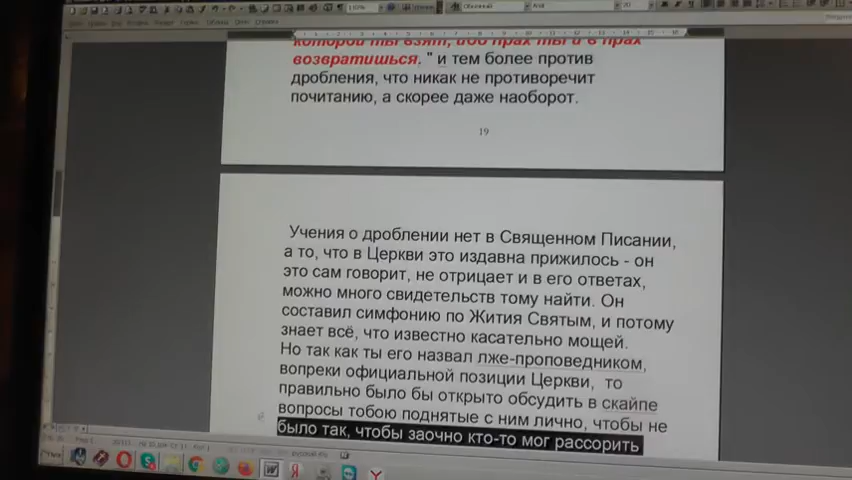 которой ты взят, ибо прах ты и в прах
возвратишься. " и тем более против
дробления, что никак не противоречит
почитанию, а скорее даже наоборот.
19
Учения о дроблении нет в Священном Писании,
а то, что в Церкви это издавна прижилось - он
это сам говорит, не отрицает и в его ответах,
можно много свидетельств тому найти. Он
составил симфонию по Жития Святым, и потому
знает всё, что известно касательно мощей.
Но так как ты его назвал лже-проповедником,
вопреки официальной позиции Церкви, то
правильно было бы открыто обсудить в скайпе
вопросы тобою поднятые с ним лично, чтобы не
было так, чтобы заочно кто-то мог рассорить